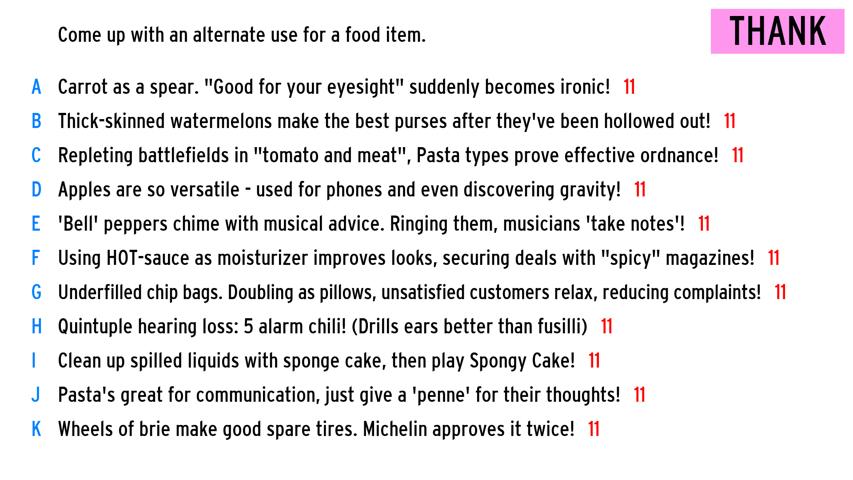 Come up with an alternate use for a food item.
THANK
A Carrot as a spear. "Good for your eyesight" suddenly becomes ironic! 11
B Thick-skinned watermelons make the best purses after they've been hollowed out! 11
C Repleting battlefields in "tomato and meat", Pasta types prove effective ordnance! 11
D Apples are so versatile - used for phones and even discovering gravity! 11
E 'Bell' peppers chime with musical advice. Ringing them, musicians 'take notes'! 11
F Using HOT-sauce as moisturizer improves looks, securing deals with "spicy" magazines! 11
G Underfilled chip bags. Doubling as pillows, unsatisfied customers relax, reducing complaints! 11
H Quintuple hearing loss: 5 alarm chili! (Drills ears better than fusilli) 11
I Clean up spilled liquids with sponge cake, then play Spongy Cake! 11
J Pasta's great for communication, just give a 'penne' for their thoughts! 11
K Wheels of brie make good spare tires. Michelin approves it twice! 11